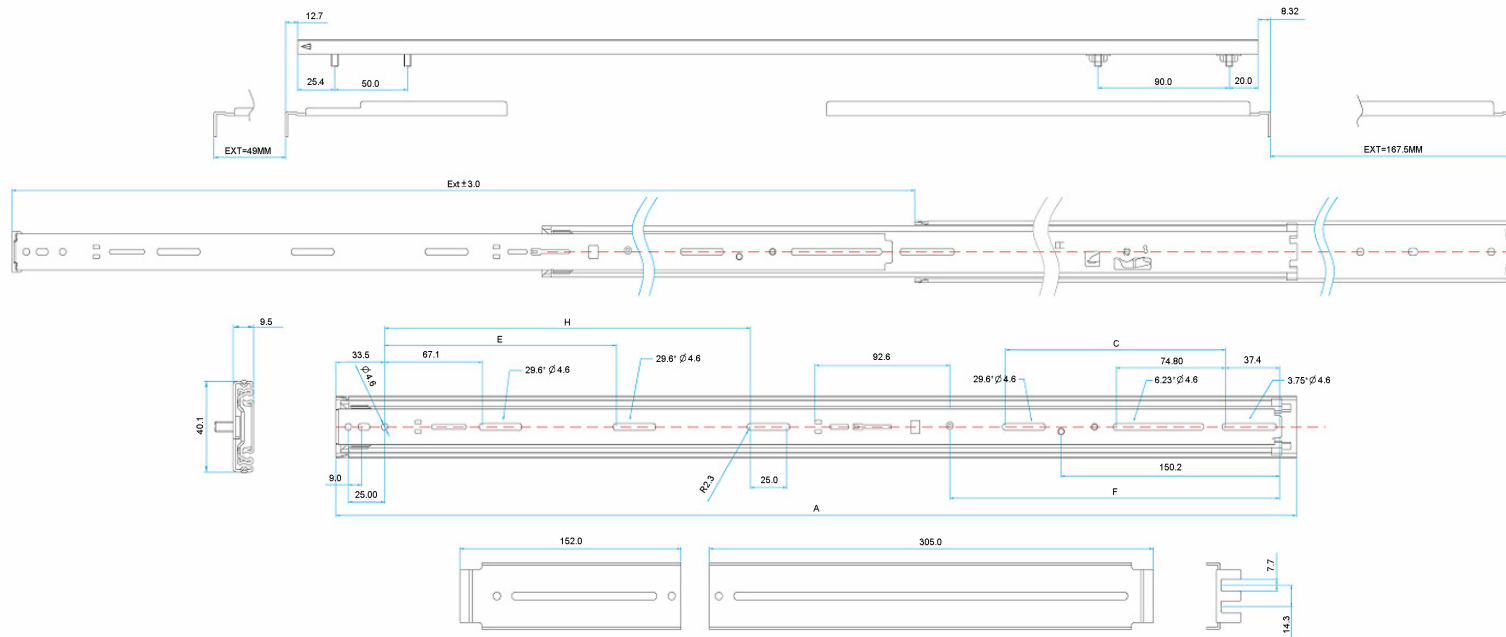 12.7
8.32
25.4
50.0
90.0
20.0
EXT=49MM
EXT=167.5MM
Ext±3.0
9.5
40.1
H
E
33.5
67.1
Ø4.6
29.6*Ø4.6
29.6*Ø4.6
92.6
C
74.80
37.4
29.6*Ø4.6
6.23*Ø4.6
3.75*Ø4.6
9.0
25.00
R2.3
25.0
150.2
F
A
152.0
305.0
7.7
14.3